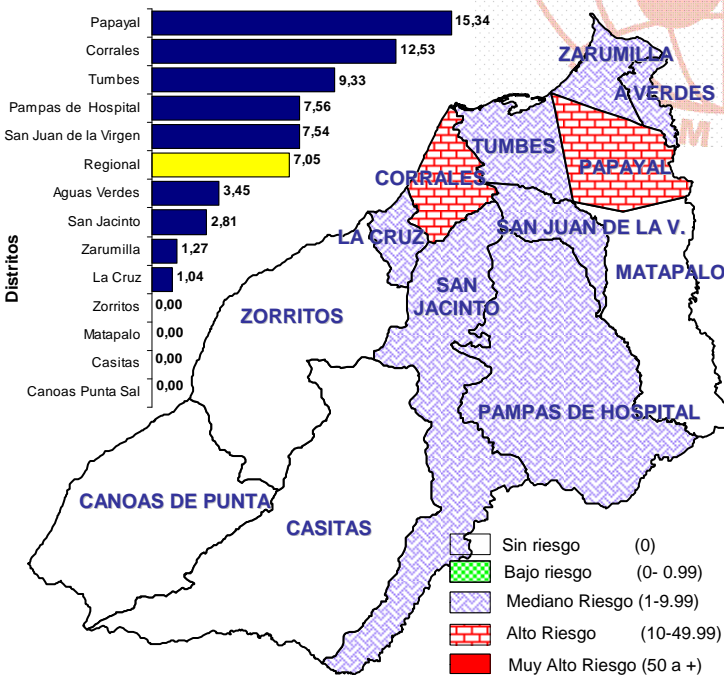 Distritos
Papayal 15,34
Corrales 12,53
Tumbes 9,33
Pampas de Hospital 7,56
San Juan de la Virgen 7,54
Regional 7,05
Aguas Verdes 3,45
San Jacinto 2,81
Zarumilla 1,27
La Cruz 1,04
Zorritos 0,00
Matapalo 0,00
Casitas 0,00
Canoas Punta Sal 0,00
ZARUMILLA
A VERDES
M
TUMBES
PAPAYAL
CORRALES
SAN JUAN DE LA V.
LA CRUZ
MATAPALO
SAN
JACINTO
ZORRITOS
PAMPAS DE HOSPITAL
CANOAS DE PUNTA
CASITAS
Sin riesgo (0)
Bajo riesgo (0- 0.99)
Mediano Riesgo (1-9.99)
Alto Riesgo (10-49.99)
Muy Alto Riesgo (50 a +)